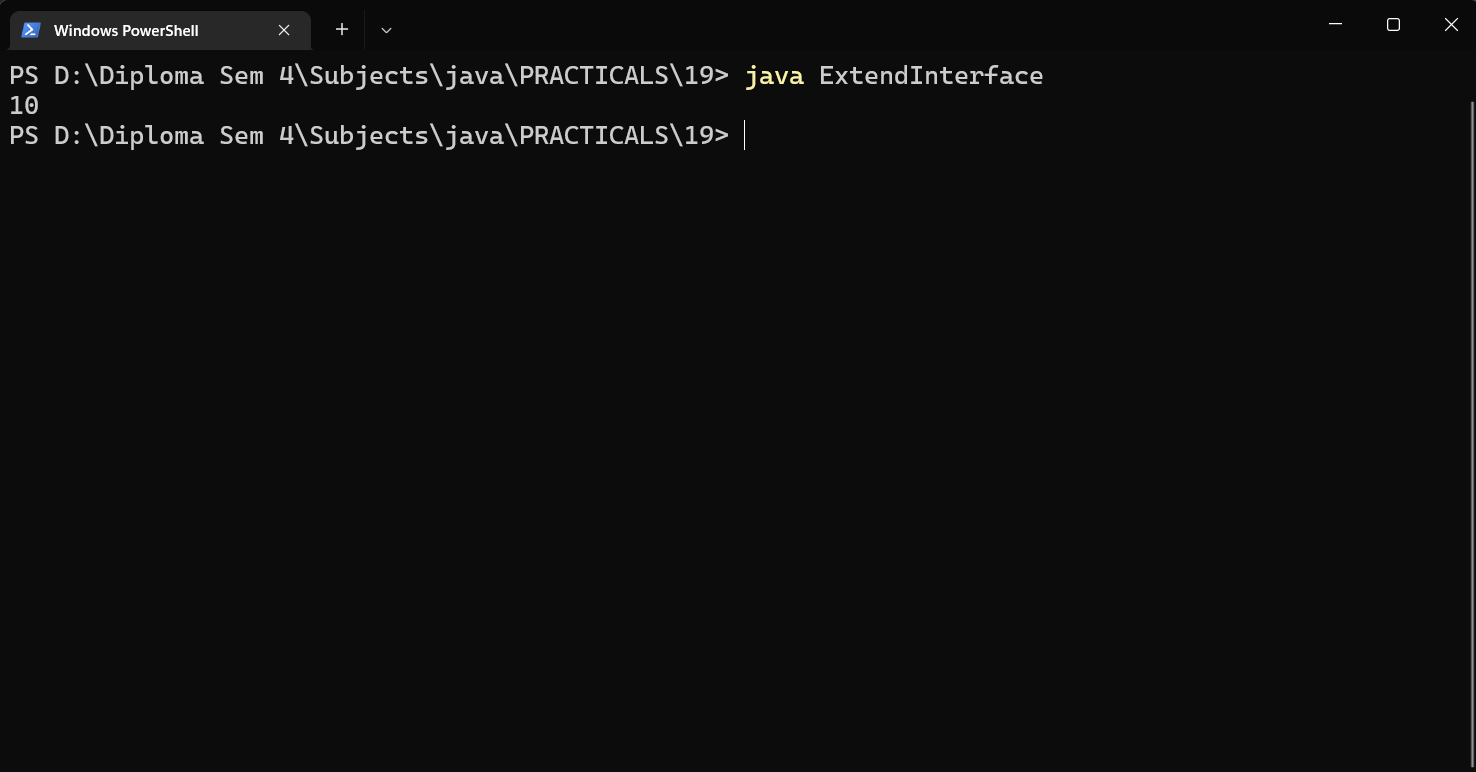 Windows PowerShell
PS D:\Diploma Sem 4\Subjects\java\PRACTICALS\19> java ExtendInterface
10
PS D:\Diploma Sem 4\Subjects\java\PRACTICALS\19>